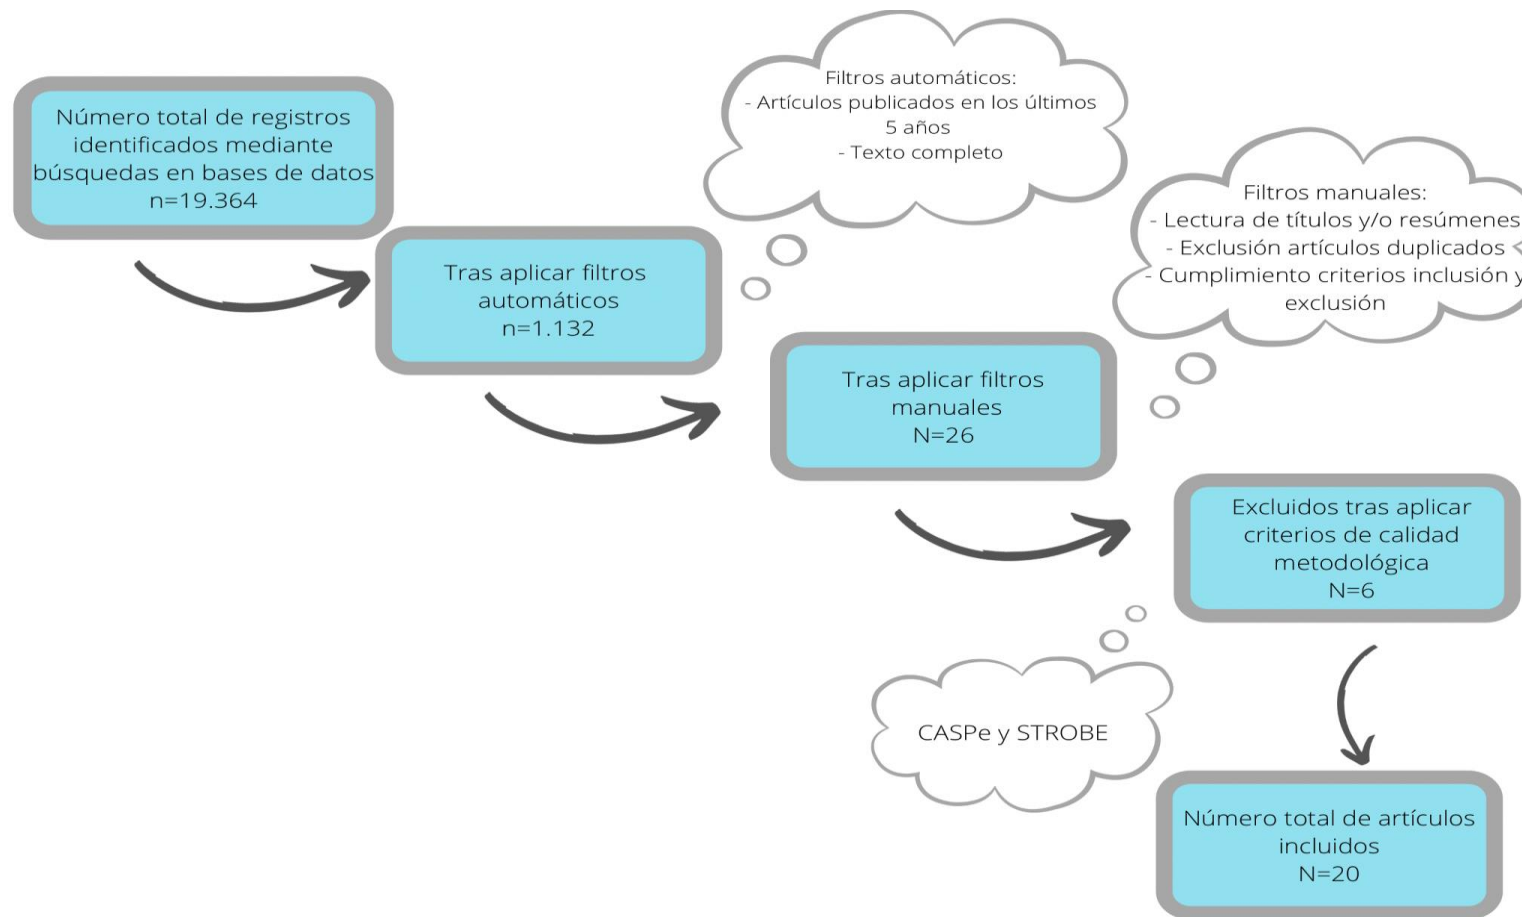 Número total de registros
identificados mediante
búsquedas en bases de datos
n=19.364
Filtros automáticos:
- Artículos publicados en los últimos
5 años
- Texto completo
Tras aplicar filtros
automáticos
n=1.132
Filtros manuales:
- Lectura de títulos y/o resúmenes
- Exclusión artículos duplicados
- Cumplimiento criterios inclusión y
exclusión
Tras aplicar filtros
manuales
N=26
Excluidos tras aplicar
criterios de calidad
metodológica
N=6
CASPe y STROBE
Número total de artículos
incluidos
N=20